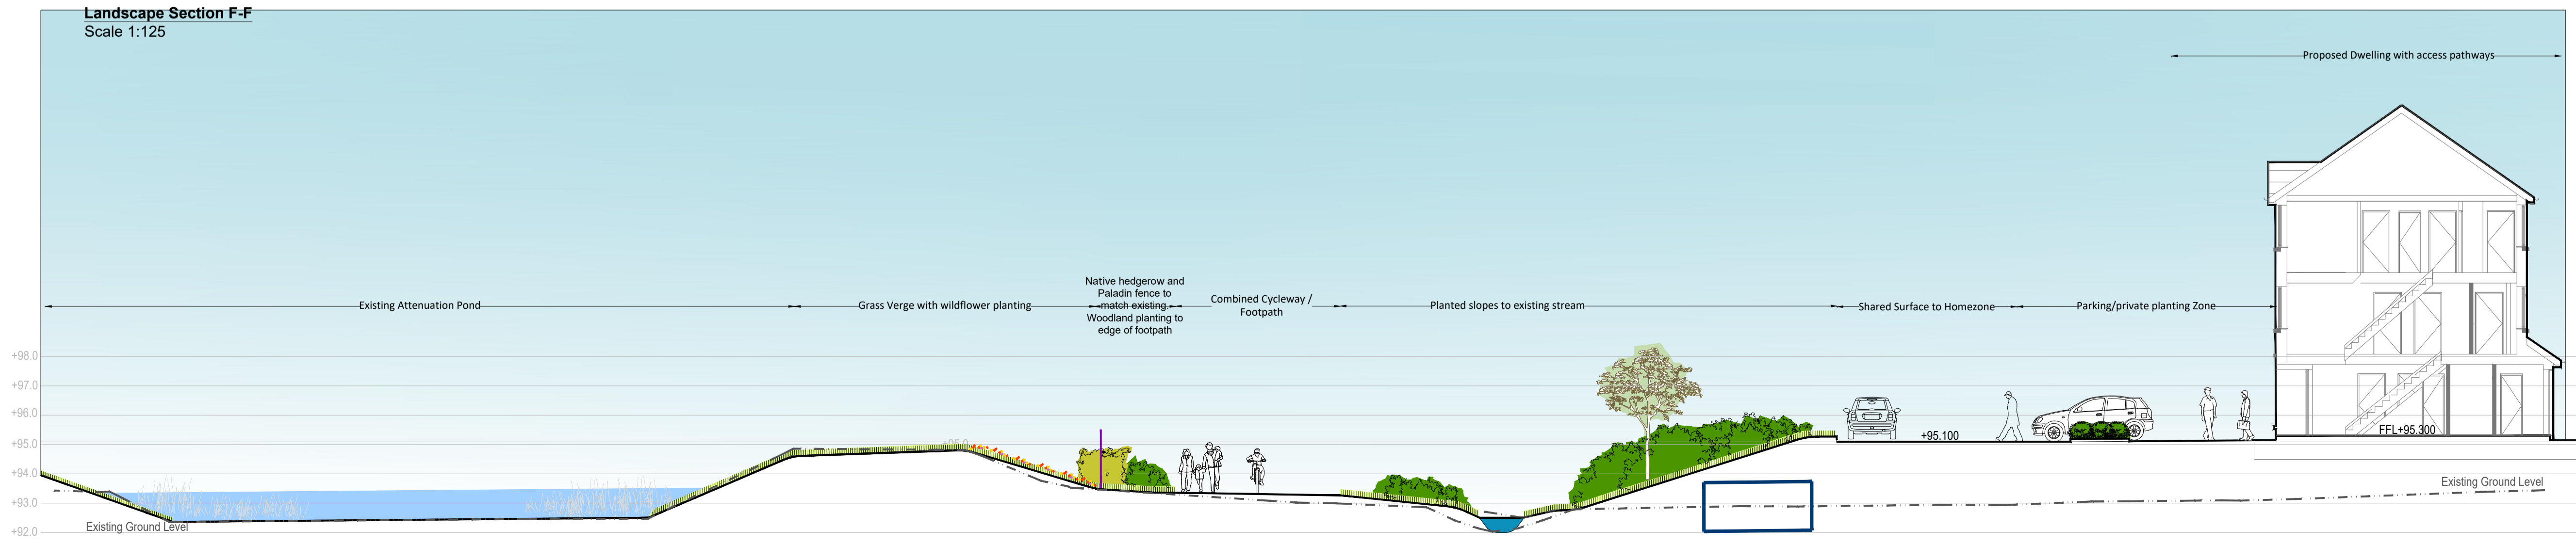 Landscape Section F-F
Scale 1:125
Proposed Dwelling with access pathways
Existing Attenuation Pond
Grass Verge with wildflower planting
Native hedgerow and
Paladin fence to
match existing.
Woodland planting to
edge of footpath
Combined Cycleway /
Footpath
Planted slopes to existing stream
Shared Surface to Homezone
Parking/private planting Zone
+98.0
+97.0
+96.0
+95.0
+94.0
+93.0
+92.0
+95.0
+95.100
FFL+95.300
Existing Ground Level
Existing Ground Level